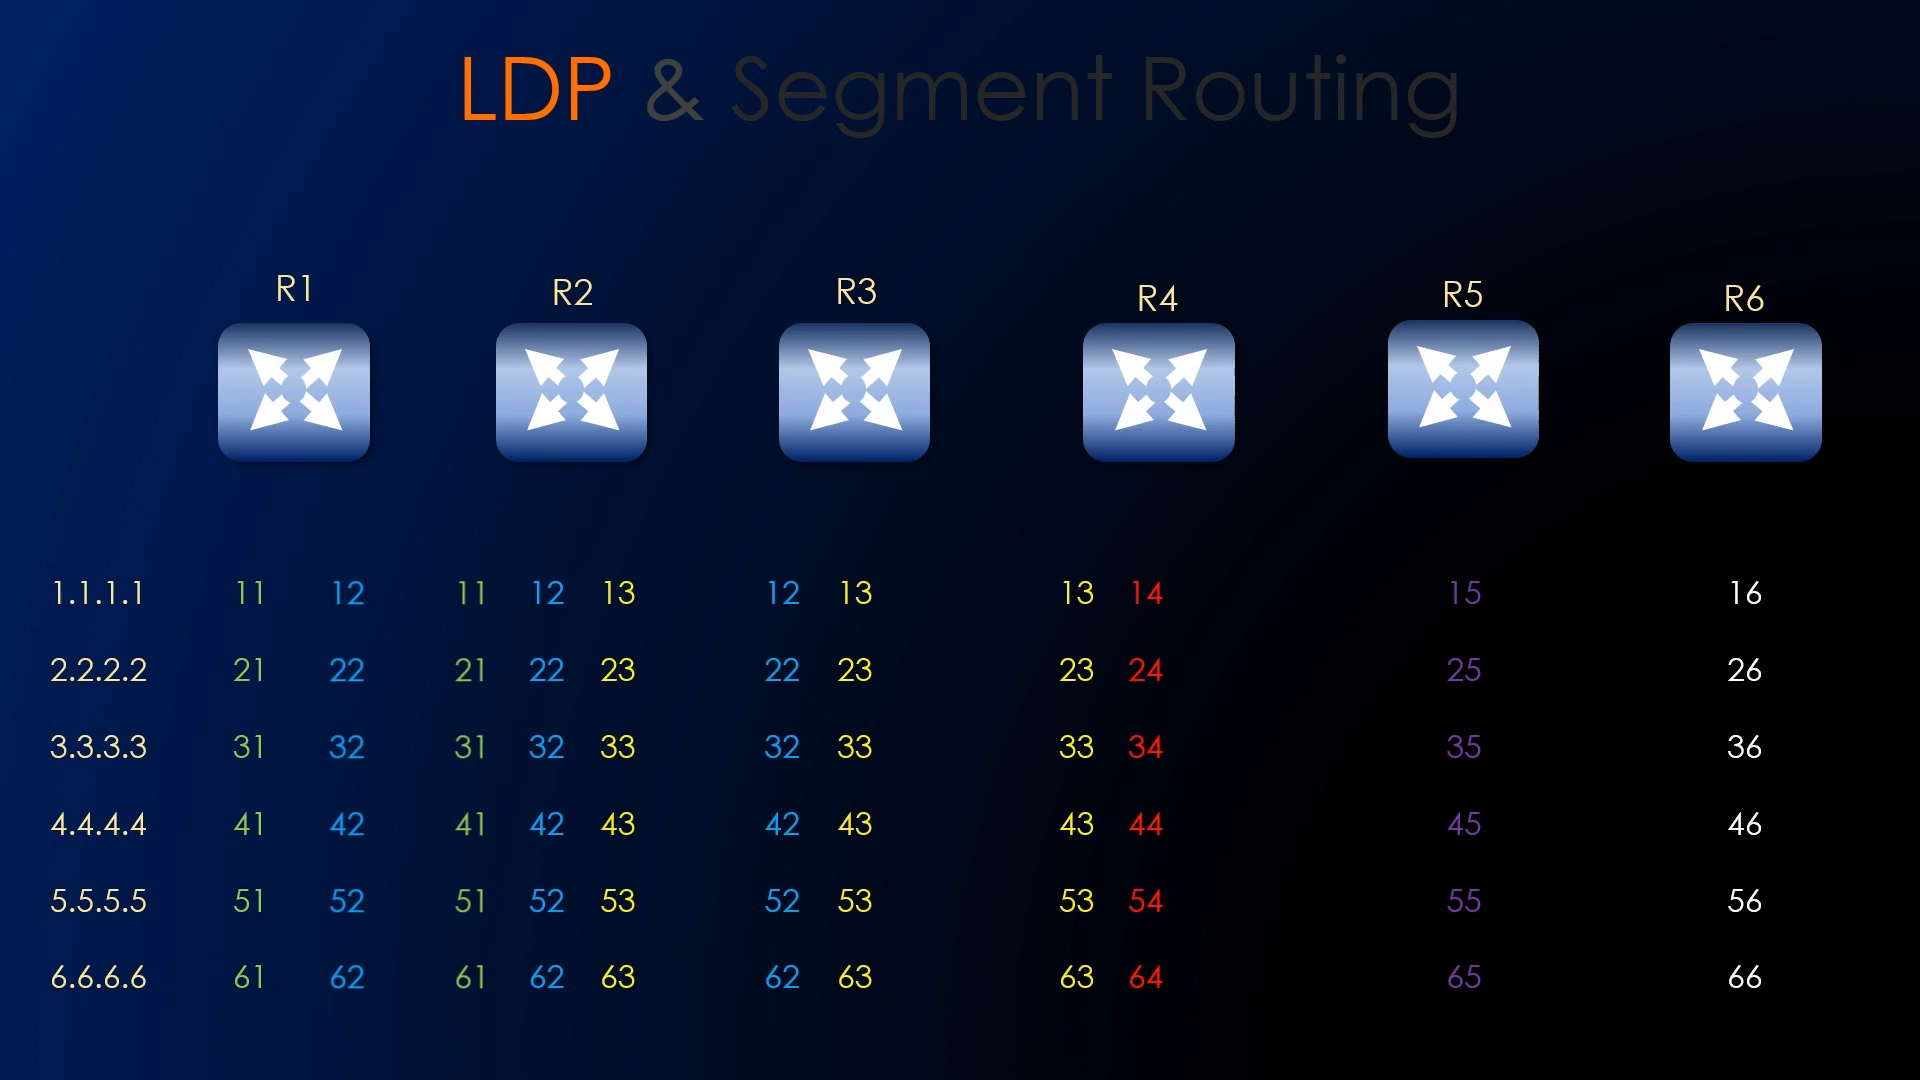 LDP & Segment Routing
R1 R2 R3 R4 R5 R6
1.1.1.1 11 12 11 12 13 12 13 13 14 15 16
2.2.2.2 21 22 21 22 23 22 23 23 24 25 26
3.3.3.3 31 32 31 32 33 32 33 33 34 35 36
4.4.4.4 41 42 41 42 43 42 43 43 44 45 46
5.5.5.5 51 52 51 52 53 52 53 53 54 55 56
6.6.6.6 61 62 61 62 63 62 63 63 64 65 66